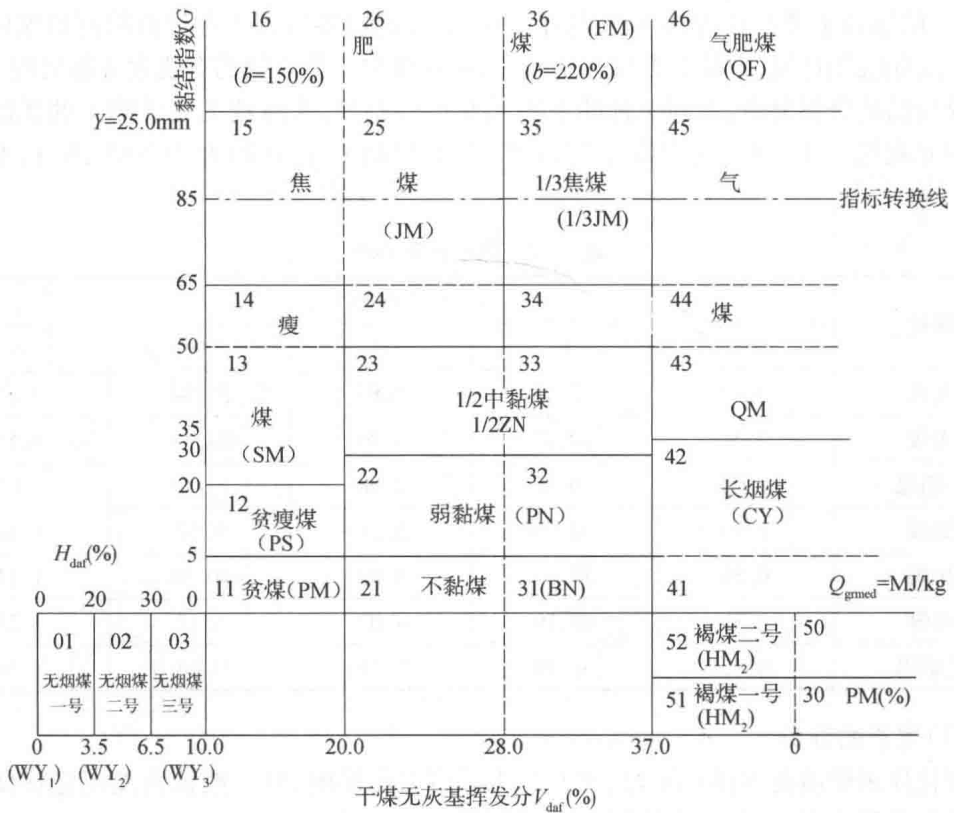 黏结指数G
16 26 36 (FM) 46
肥 煤 气肥煤
(QF)
(b=150%) (b=220%)
Y=25.0mm
15 25 35 45
焦 煤 1/3焦煤 气
85 指标转换线
(JM) (1/3JM)
65
14 24 34 44
瘦 煤
50
13 23 33 43
1/2中黏煤
1/2ZN
煤 QM
35
30
(SM)
22 32 42
20
12
贫瘦煤
(PS)
弱黏煤 (PN)
长烟煤
(CY)
5
H_daf(%)
11 贫煤(PM) 21 不黏煤 31(BN) 41 Q_grmed=MJ/kg
0 20 30 0
01 02 03
无烟煤 无烟煤 无烟煤
一号 二号 三号
52 褐煤二号 50
(HM₂)
51 褐煤一号 30 PM(%)
(HM₂)
0 3.5 6.5 10.0 20.0 28.0 37.0 0
(WY₁) (WY₂) (WY₃)
干煤无灰基挥发分V_daf(%)